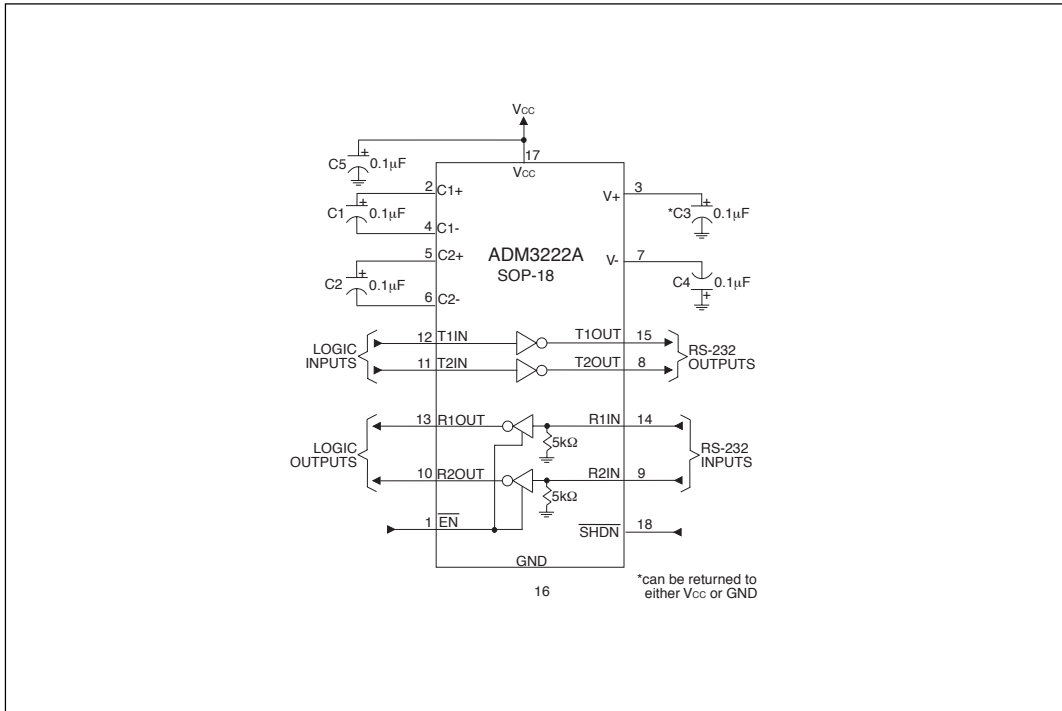 VCC
C5
+
0.1µF
17
VCC
2 C1+
C1
+
0.1µF
4 C1-
5 C2+
C2
+
0.1µF
6 C2-
ADM3222A
SOP-18
V+ 3
*C3
+
0.1µF
V- 7
C4
+
0.1µF
LOGIC
INPUTS
12 T1IN
T1OUT 15
11 T2IN
T2OUT 8
RS-232
OUTPUTS
LOGIC
OUTPUTS
13 R1OUT
R1IN 14
5kΩ
10 R2OUT
R2IN 9
5kΩ
RS-232
INPUTS
1 EN
SHDN 18
GND
16
*can be returned to
either VCC or GND